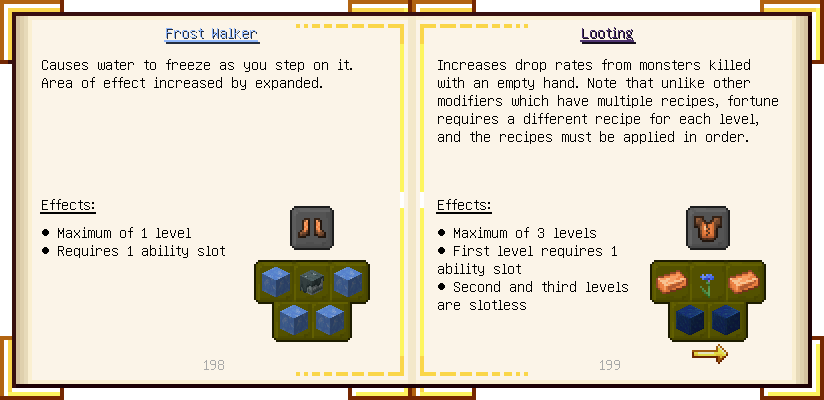 Frost Walker
Causes water to freeze as you step on it.
Area of effect increased by expanded.
Effects:
● Maximum of 1 level
● Requires 1 ability slot
198
Looting
Increases drop rates from monsters killed
with an empty hand. Note that unlike other
modifiers which have multiple recipes, fortune
requires a different recipe for each level,
and the recipes must be applied in order.
Effects:
● Maximum of 3 levels
● First level requires 1
ability slot
● Second and third levels
are slotless
199